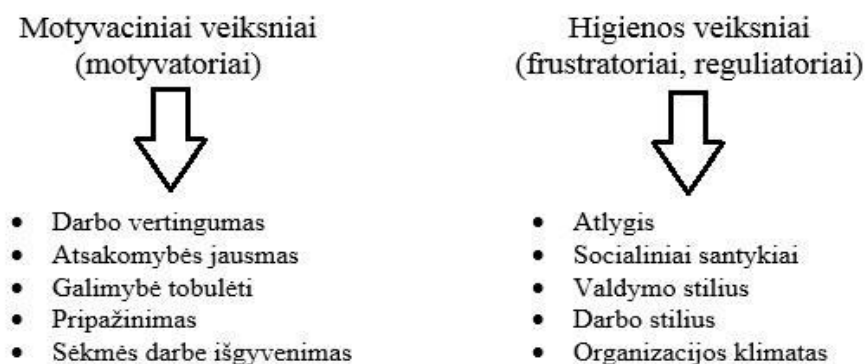 Motyvaciniai veiksniai
(motyvatoriai)
• Darbo vertingumas
• Atsakomybės jausmas
• Galimybė tobulėti
• Pripažinimas
• Sėkmės darbe išgyvenimas
Higienos veiksniai
(frustratoriai, reguliatoriai)
• Atlygis
• Socialiniai santykiai
• Valdymo stilius
• Darbo stilius
• Organizacijos klimatas